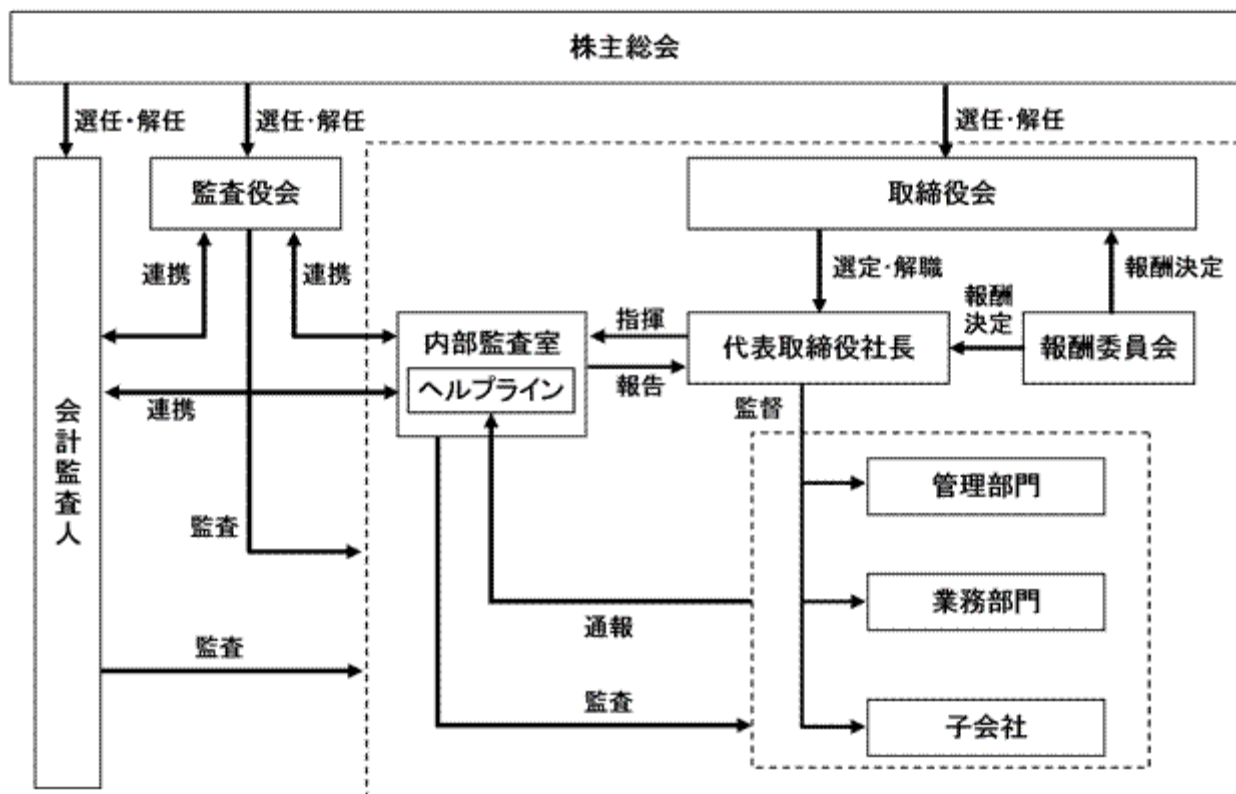 株主総会
選任・解任
選任・解任
選任・解任
監査役会
取締役会
連携
連携
選定・解職
報酬決定
指揮
報酬
決定
内部監査室
代表取締役社長
報酬委員会
ヘルプライン
報告
連携
監督
会計監査人
管理部門
監査
業務部門
通報
監査
監査
子会社